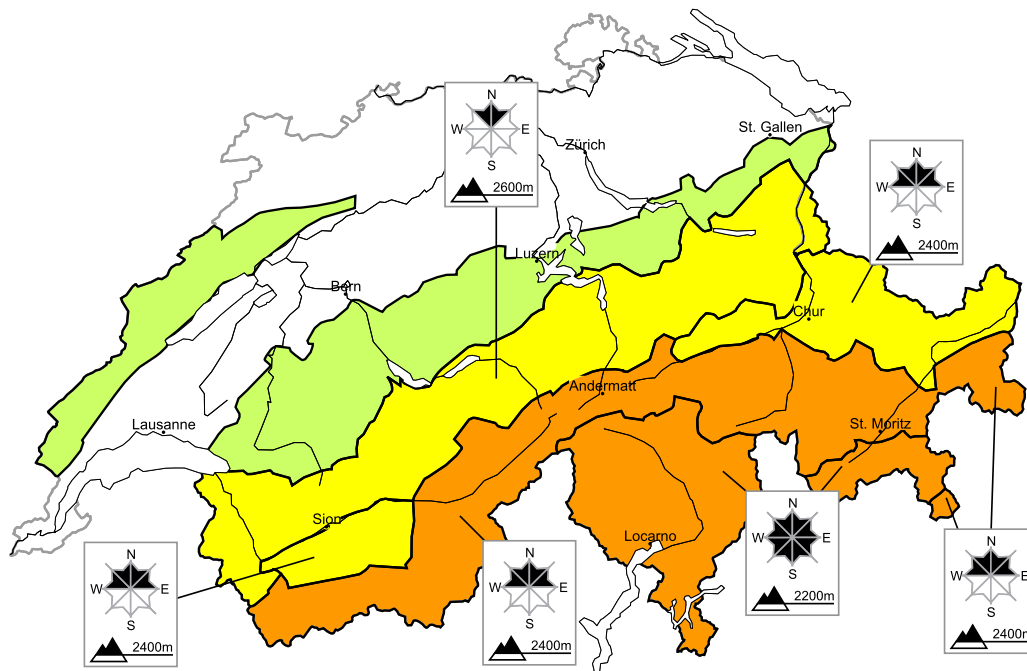 N
W E
S
2600m
Zürich
St. Gallen
N
W E
S
2400m
Luzern
Bern
Chur
Andermatt
Lausanne
St. Moritz
Sion
Locarno
N
W E
S
2400m
N
W E
S
2400m
N
W E
S
2200m
N
W E
S
2400m